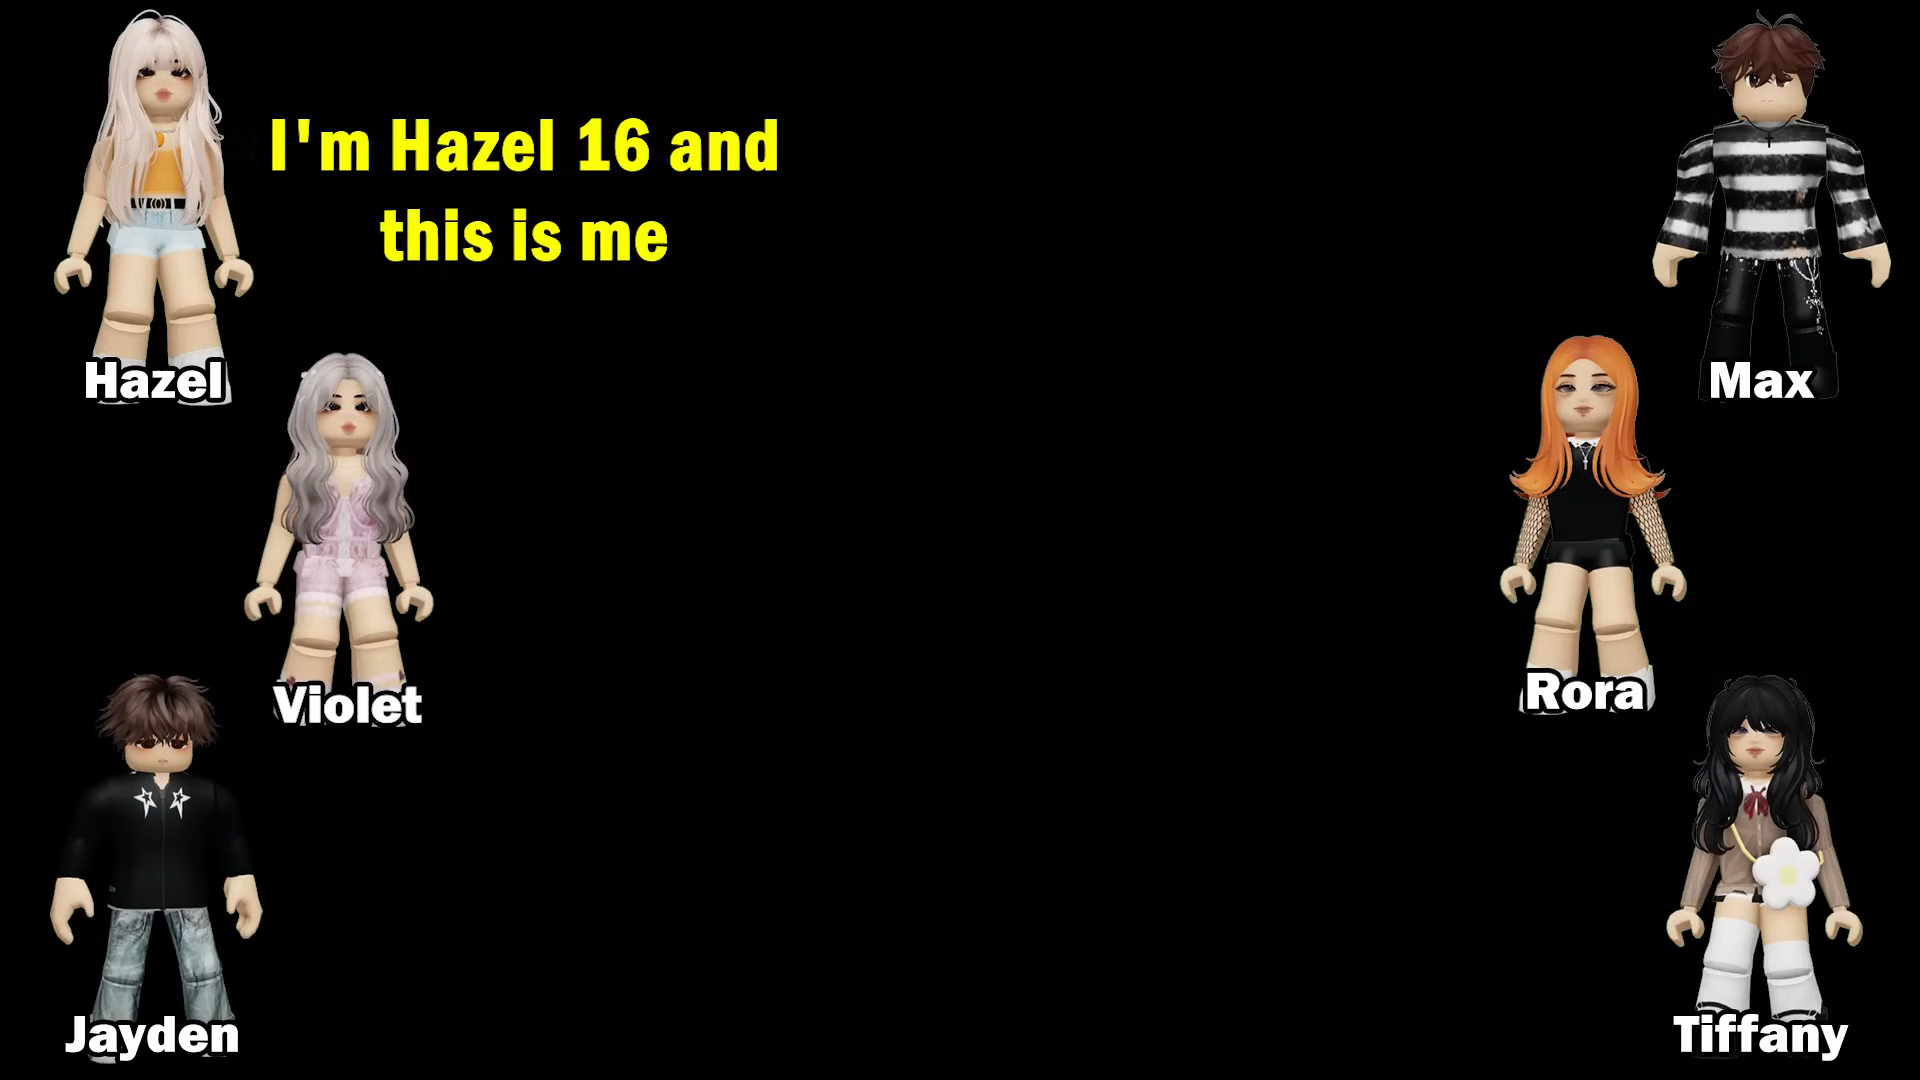 I'm Hazel 16 and
this is me
Hazel
Max
Violet
Rora
Jayden
Tiffany